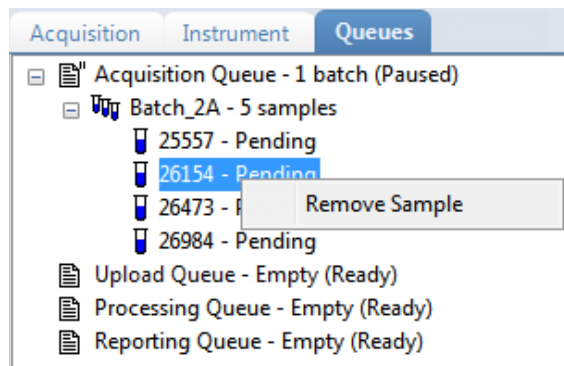 Acquisition Instrument Queues
Acquisition Queue - 1 batch (Paused)
Batch_2A - 5 samples
25557 - Pending
26154 - Pending
Remove Sample
26473 -
26984 - Pending
Upload Queue - Empty (Ready)
Processing Queue - Empty (Ready)
Reporting Queue - Empty (Ready)